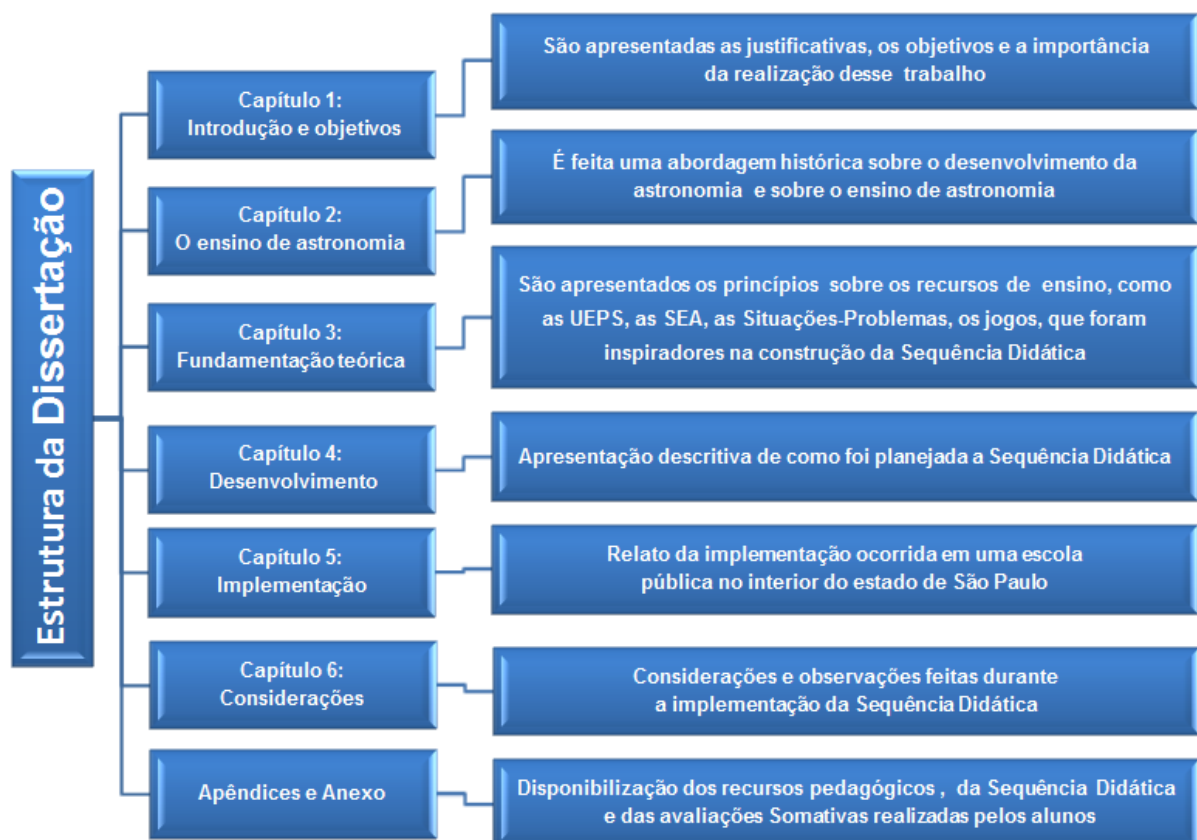 Estrutura da Dissertação
Capítulo 1:
Introdução e objetivos
São apresentadas as justificativas, os objetivos e a importância
da realização desse trabalho
Capítulo 2:
O ensino de astronomia
É feita uma abordagem histórica sobre o desenvolvimento da
astronomia e sobre o ensino de astronomia
Capítulo 3:
Fundamentação teórica
São apresentados os princípios sobre os recursos de ensino, como
as UEPS, as SEA, as Situações-Problemas, os jogos, que foram
inspiradores na construção da Sequência Didática
Capítulo 4:
Desenvolvimento
Apresentação descritiva de como foi planejada a Sequência Didática
Capítulo 5:
Implementação
Relato da implementação ocorrida em uma escola
pública no interior do estado de São Paulo
Capítulo 6:
Considerações
Considerações e observações feitas durante
a implementação da Sequência Didática
Apêndices e Anexo
Disponibilização dos recursos pedagógicos , da Sequência Didática
e das avaliações Somativas realizadas pelos alunos